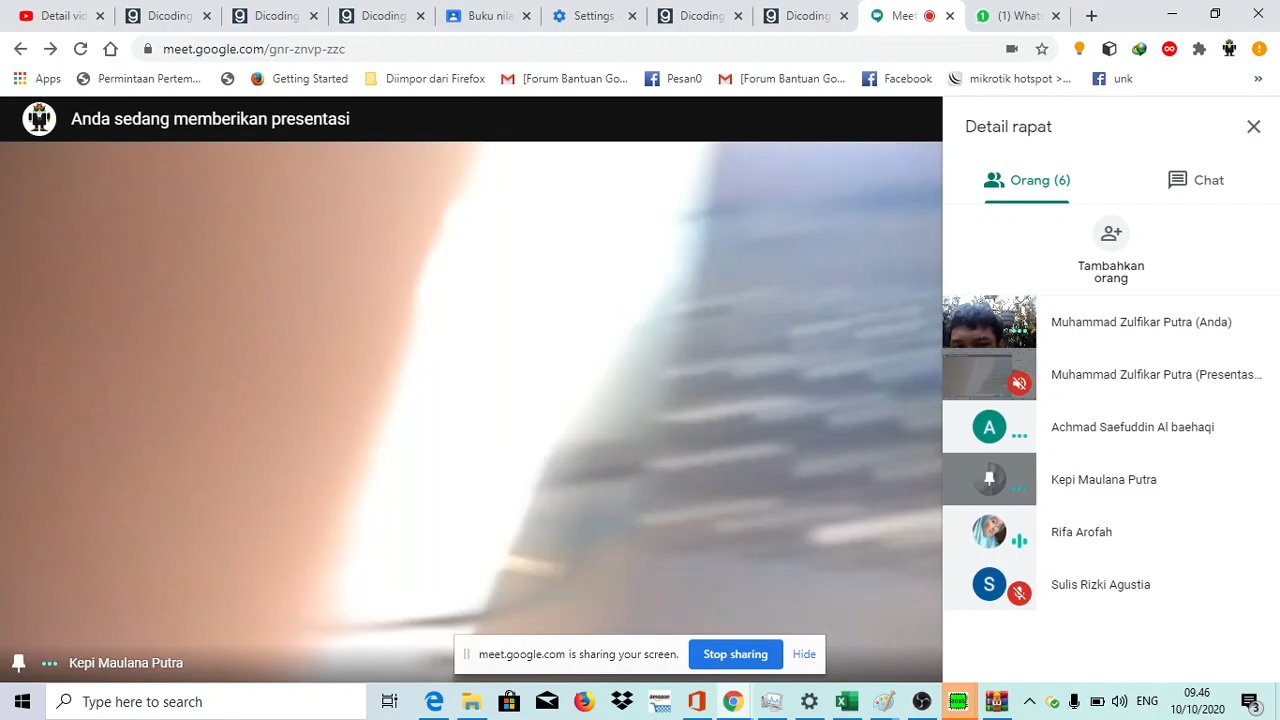 Detail vid
Dicoding
Dicoding
Dicoding
Buku nila
Settings
Dicoding
Dicoding
Meet
(1) Whats
meet.google.com/gnr-znvp-zzc
Apps
Permintaan Pertem...
Getting Started
Diimpor dari Firefox
[Forum Bantuan Go...
Pesan0
[Forum Bantuan Go...
Facebook
mikrotik hotspot >...
unk
»
Anda sedang memberikan presentasi
Detail rapat
Orang (6)
Chat
Tambahkan
orang
Muhammad Zulfikar Putra (Anda)
Muhammad Zulfikar Putra (Presentas...
A
Achmad Saefuddin Al baehaqi
Kepi Maulana Putra
Rifa Arofah
S
Sulis Rizki Agustia
Kepi Maulana Putra
meet.google.com is sharing your screen.
Stop sharing
Hide
Type here to search
ENG
09.46
10/10/2020
3